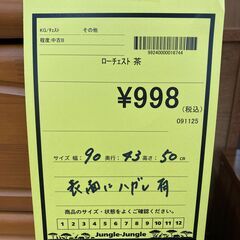 KG/チェスト その他
程度:中古B
99240000016744
ローチェスト 茶
¥998(税込)
091125
サイズ 幅: 90 奥行: 43 高さ: 50 cm
表面にハガレ有
商品のサイズ・状態をよくご確認ください。
1 2 3 4 5 6 7 8 9 10 11 12
Jungle-Jungle